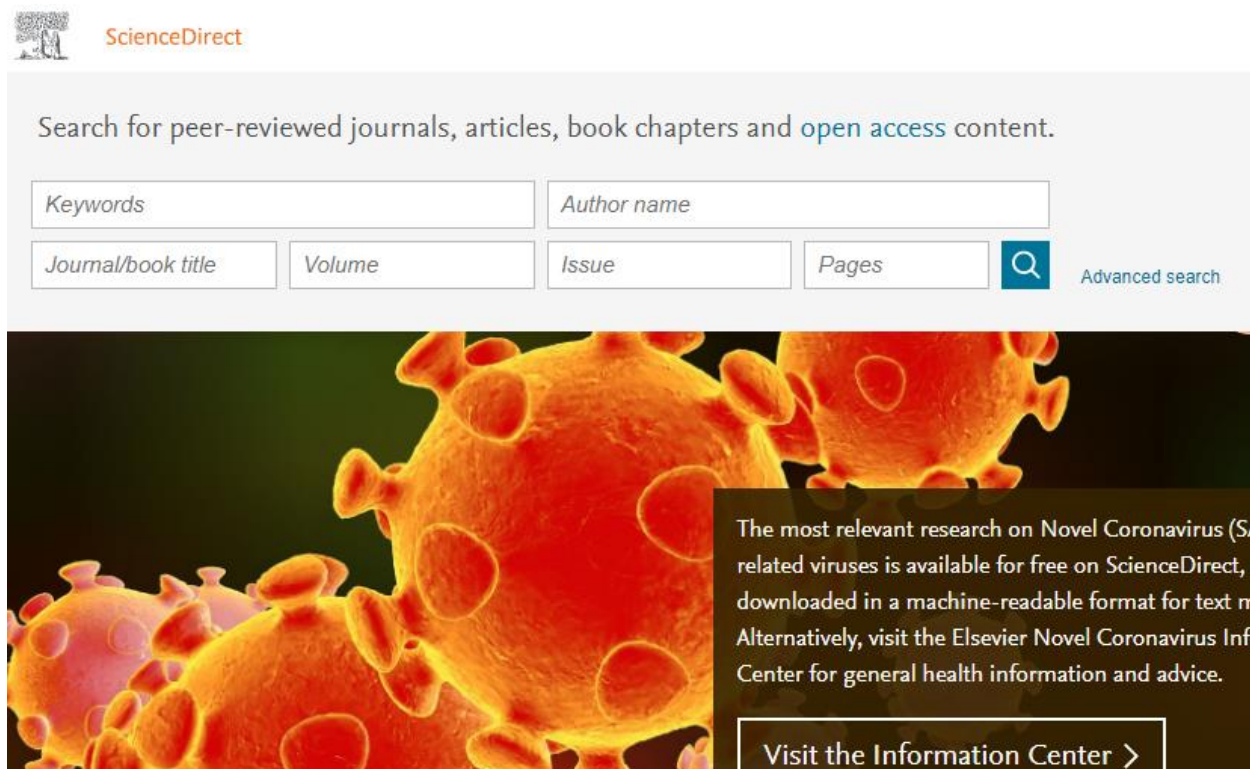 ScienceDirect
Search for peer-reviewed journals, articles, book chapters and open access content.
Keywords
Author name
Journal/book title
Volume
Issue
Pages
Advanced search
The most relevant research on Novel Coronavirus (SA
related viruses is available for free on ScienceDirect,
downloaded in a machine-readable format for text m
Alternatively, visit the Elsevier Novel Coronavirus Inf
Center for general health information and advice.
Visit the Information Center >